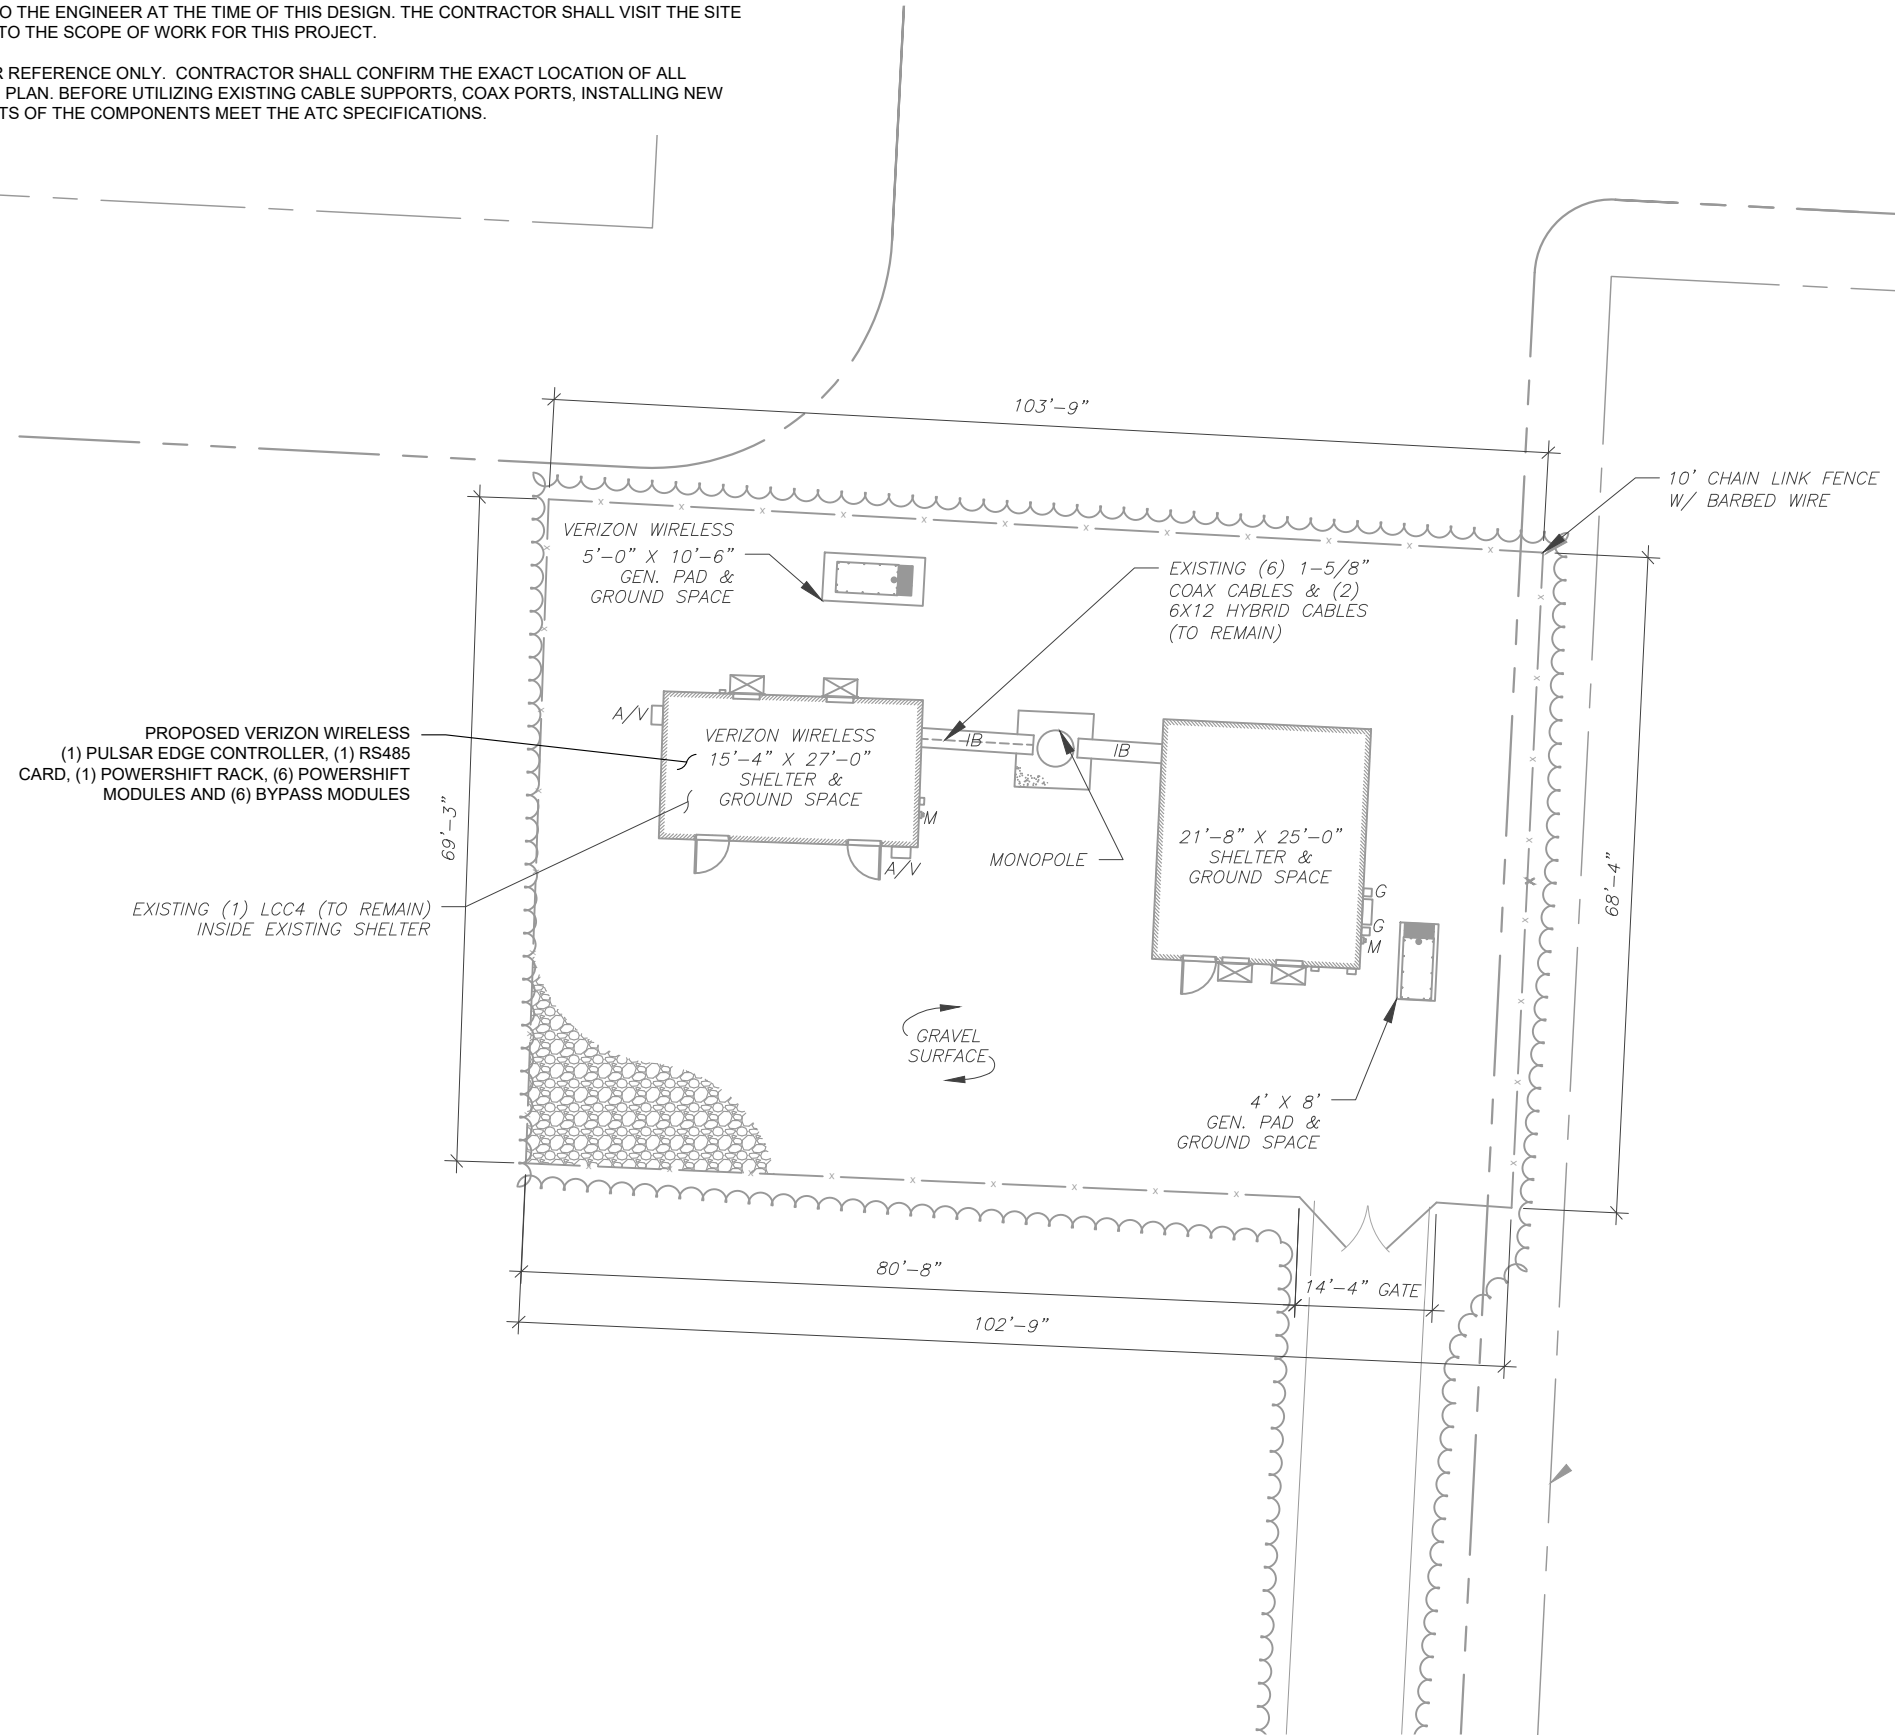 O THE ENGINEER AT THE TIME OF THIS DESIGN. THE CONTRACTOR SHALL VISIT THE SITE
TO THE SCOPE OF WORK FOR THIS PROJECT.
R REFERENCE ONLY.  CONTRACTOR SHALL CONFIRM THE EXACT LOCATION OF ALL
PLAN. BEFORE UTILIZING EXISTING CABLE SUPPORTS, COAX PORTS, INSTALLING NEW
TS OF THE COMPONENTS MEET THE ATC SPECIFICATIONS.
103'-9"
10' CHAIN LINK FENCE
W/ BARBED WIRE
VERIZON WIRELESS
5'-0" X 10'-6"
GEN. PAD &
GROUND SPACE
EXISTING (6) 1-5/8"
COAX CABLES & (2)
6X12 HYBRID CABLES
(TO REMAIN)
A/V
PROPOSED VERIZON WIRELESS
(1) PULSAR EDGE CONTROLLER, (1) RS485
CARD, (1) POWERSHIFT RACK, (6) POWERSHIFT
MODULES AND (6) BYPASS MODULES
VERIZON WIRELESS
15'-4" X 27'-0"
SHELTER &
GROUND SPACE
IB
IB
M
A/V
69'-3"
MONOPOLE
21'-8" X 25'-0"
SHELTER &
GROUND SPACE
G
G
M
68'-4"
EXISTING (1) LCC4 (TO REMAIN)
INSIDE EXISTING SHELTER
GRAVEL
SURFACE
4' X 8'
GEN. PAD &
GROUND SPACE
80'-8"
14'-4" GATE
102'-9"